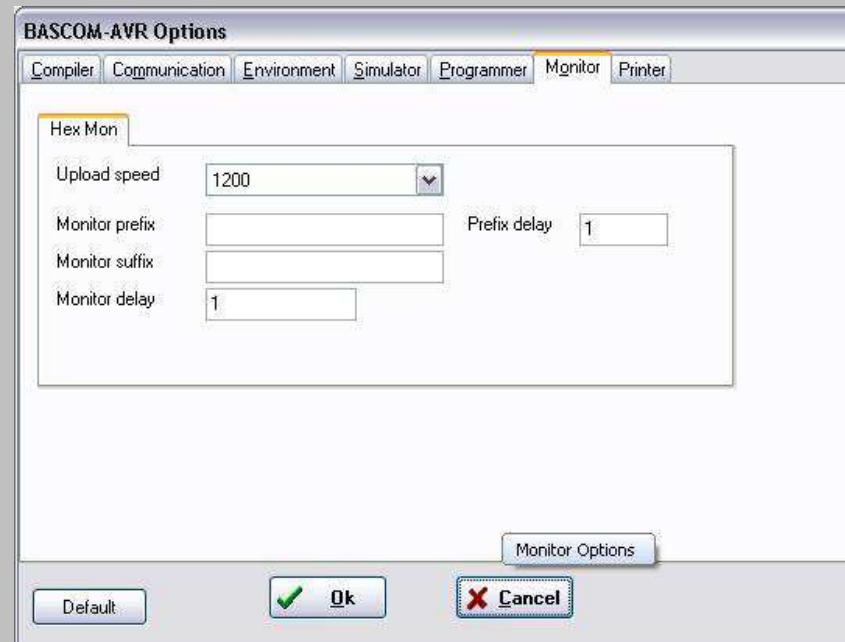 BASCOM-AVR Options
Compiler Communication Environment Simulator Programmer Monitor Printer
Hex Mon
Upload speed 1200
Monitor prefix Prefix delay 1
Monitor suffix
Monitor delay 1
Monitor Options
Default Ok Cancel